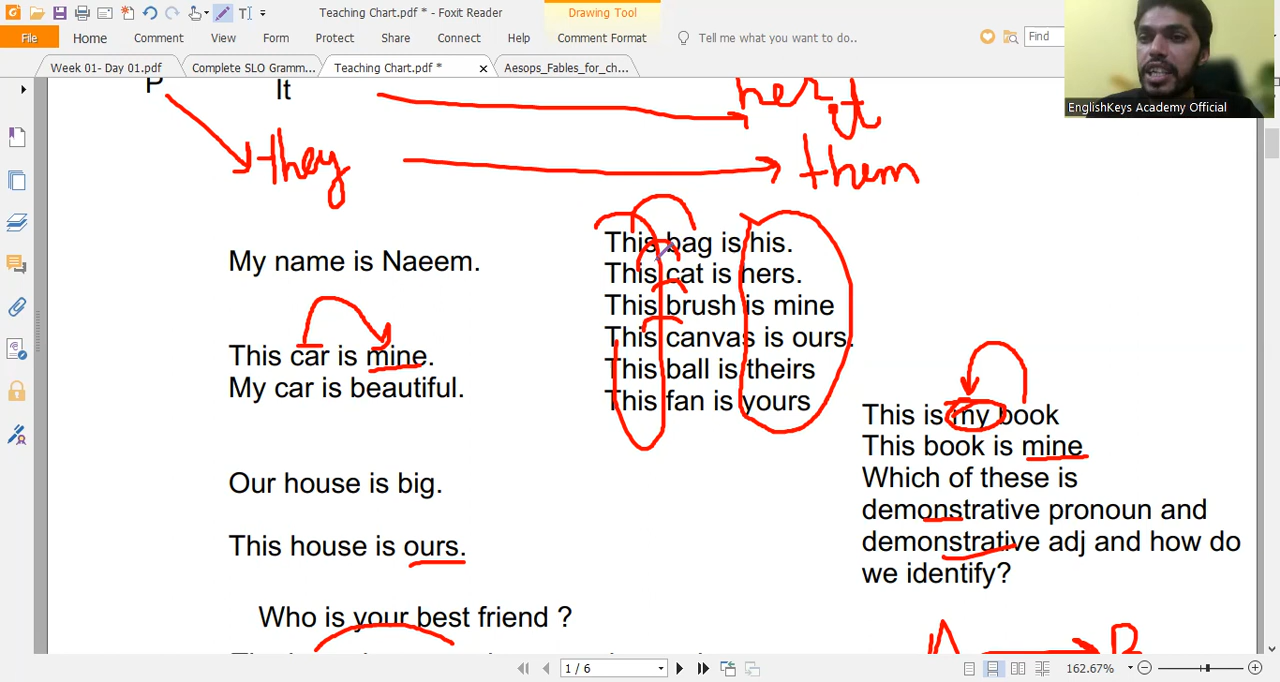 Teaching Chart.pdf * - Foxit Reader
Drawing Tool
File
Home
Comment
View
Form
Protect
Share
Connect
Help
Comment Format
Tell me what you want to do..
Find
Week 01- Day 01.pdf
Complete SLO Gramm...
Teaching Chart.pdf *
Aesops_Fables_for_ch...
EnglishKeys Academy Official
P
It
her
it
they
them
My name is Naeem.
This car is mine.
My car is beautiful.
Our house is big.
This house is ours.
Who is your best friend ?
This bag is his.
This cat is hers.
This brush is mine
This canvas is ours.
This ball is theirs
This fan is yours
This is my book
This book is mine
Which of these is
demonstrative pronoun and
demonstrative adj and how do
we identify?
A
B
1 / 6
162.67%